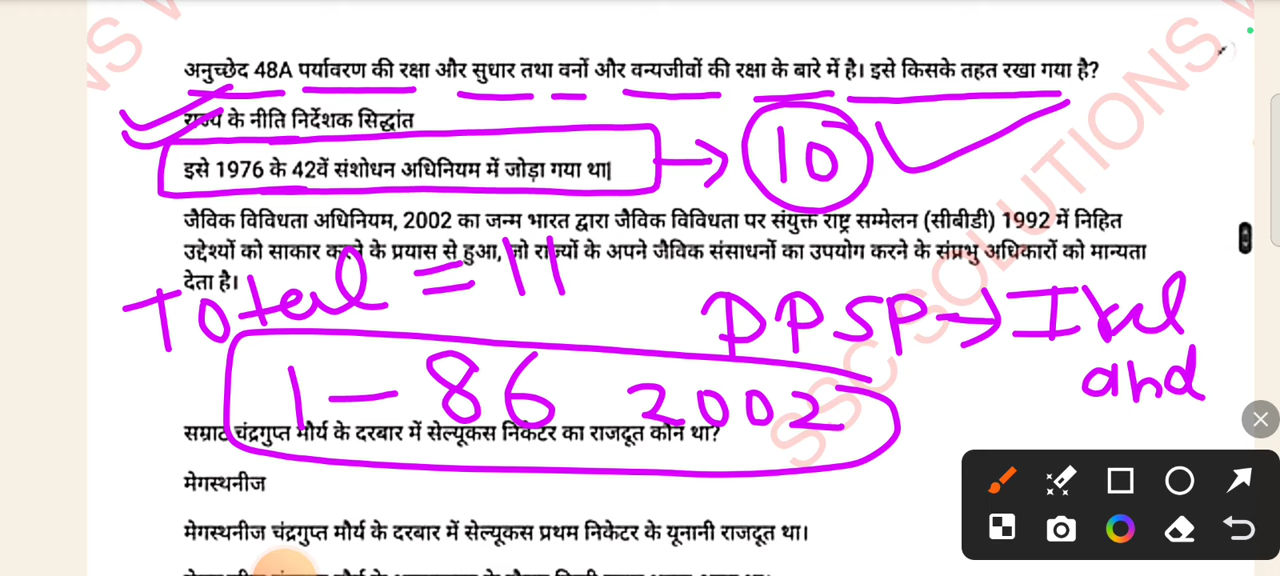 अनुच्छेद 48A पर्यावरण की रक्षा और सुधार तथा वनों और वन्यजीवों की रक्षा के बारे में है। इसे किसके तहत रखा गया है?
राज्य के नीति निर्देशक सिद्धांत
इसे 1976 के 42वें संशोधन अधिनियम में जोड़ा गया था|
→ 10
जैविक विविधता अधिनियम, 2002 का जन्म भारत द्वारा जैविक विविधता पर संयुक्त राष्ट्र सम्मेलन (सीबीडी) 1992 में निहित
उद्देश्यों को साकार करने के प्रयास से हुआ, जो राज्यों के अपने जैविक संसाधनों का उपयोग करने के संप्रभु अधिकारों को मान्यता
देता है।
Total = 11
DPSP →
and
1 - 86 2002
सम्राट चंद्रगुप्त मौर्य के दरबार में सेल्यूकस निकेटर का राजदूत कौन था?
मेगस्थनीज
मेगस्थनीज चंद्रगुप्त मौर्य के दरबार में सेल्यूकस प्रथम निकेटर के यूनानी राजदूत था।
SSC SOLUTIONS